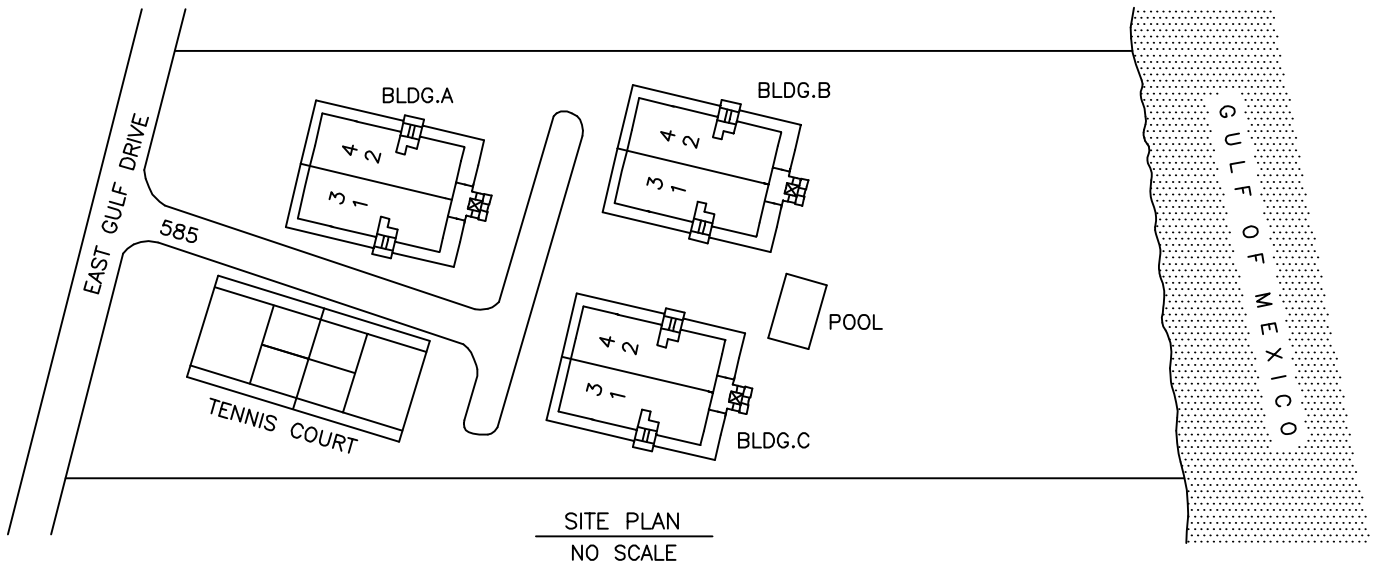 BLDG.A
4
2
3
1
BLDG.B
4
2
3
1
EAST GULF DRIVE
585
GULF OF MEXICO
POOL
4
2
3
1
BLDG.C
TENNIS COURT
SITE PLAN
NO SCALE